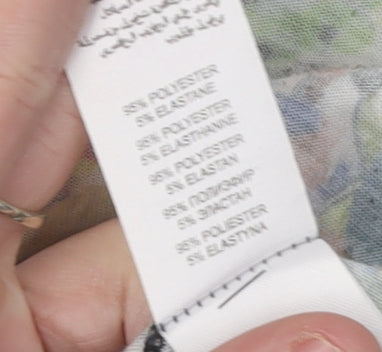 95% POLYESTER
5% ELASTANE
95% POLYESTER
5% ELASTHANNE
95% POLYESTER
5% ELASTAN
95% ПОЛИЭФИР
5% ЭЛАСТАН
95% POLIESTER
5% ELASTYNA